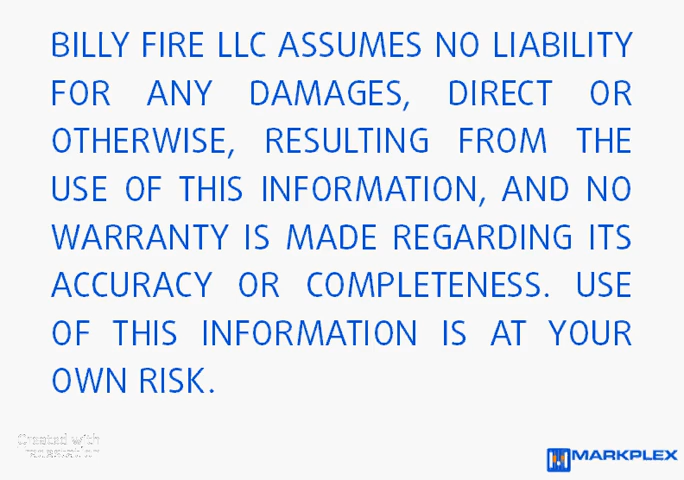 BILLY FIRE LLC ASSUMES NO LIABILITY
FOR ANY DAMAGES, DIRECT OR
OTHERWISE, RESULTING FROM THE
USE OF THIS INFORMATION, AND NO
WARRANTY IS MADE REGARDING ITS
ACCURACY OR COMPLETENESS. USE
OF THIS INFORMATION IS AT YOUR
OWN RISK.
Created with
MARKPLEX